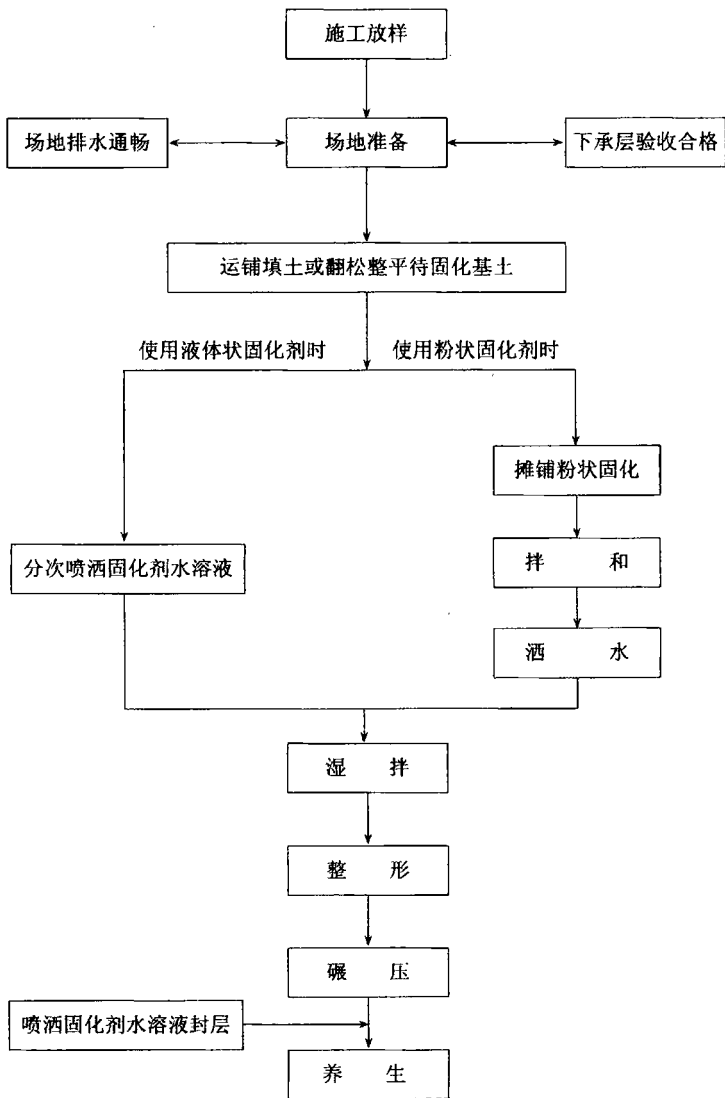 施工放样
场地排水通畅
场地准备
下承层验收合格
运铺填土或翻松整平待固化基土
使用液体状固化剂时
使用粉状固化剂时
摊铺粉状固化
分次喷洒固化剂水溶液
拌 和
洒 水
湿 拌
整 形
碾 压
喷洒固化剂水溶液封层
养 生